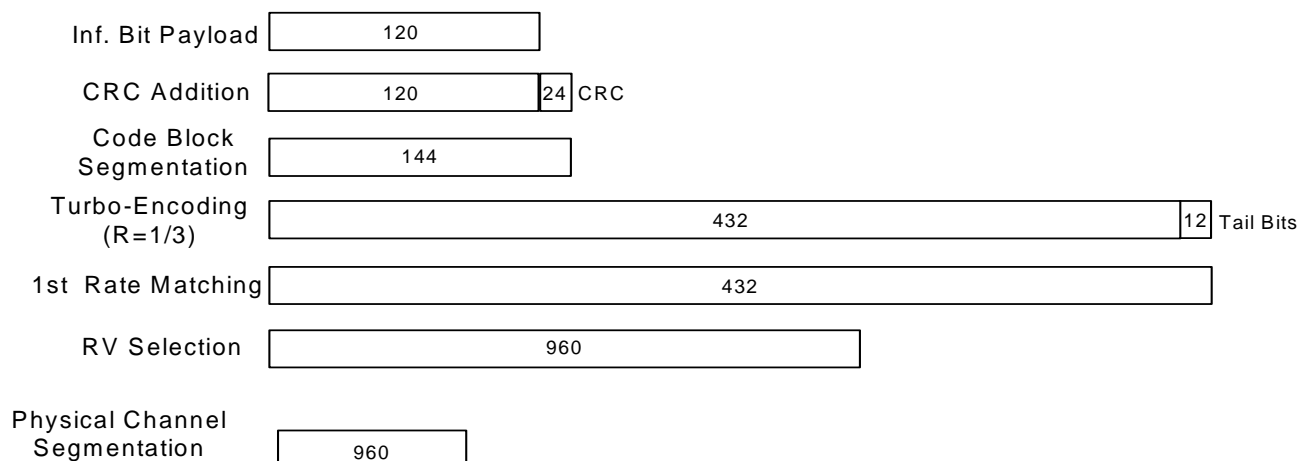 Inf. Bit Payload 120
CRC Addition 120 24 CRC
Code Block
Segmentation 144
Turbo-Encoding
(R=1/3) 432 12 Tail Bits
1st Rate Matching 432
RV Selection 960
Physical Channel
Segmentation 960